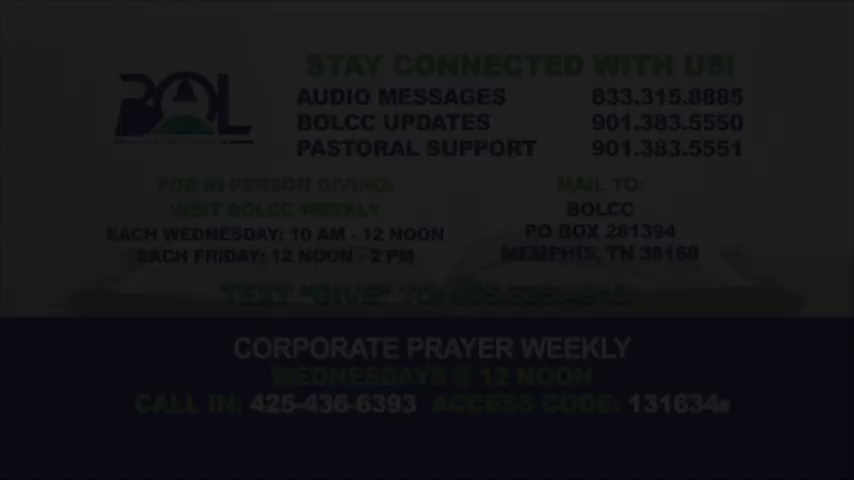 BOL
STAY CONNECTED WITH US!
AUDIO MESSAGES 833.315.8885
BOLCC UPDATES 901.383.5550
PASTORAL SUPPORT 901.383.5551
FOR IN-PERSON GIVING:
VISIT BOLCC WEEKLY
EACH WEDNESDAY: 10 AM - 12 NOON
EACH FRIDAY: 12 NOON - 2 PM
MAIL TO:
BOLCC
PO BOX 281394
MEMPHIS, TN 38168
TEXT "GIVE" TO:
CORPORATE PRAYER WEEKLY
WEDNESDAYS @ 12 NOON
CALL IN: 425-436-6393 ACCESS CODE: 131634#